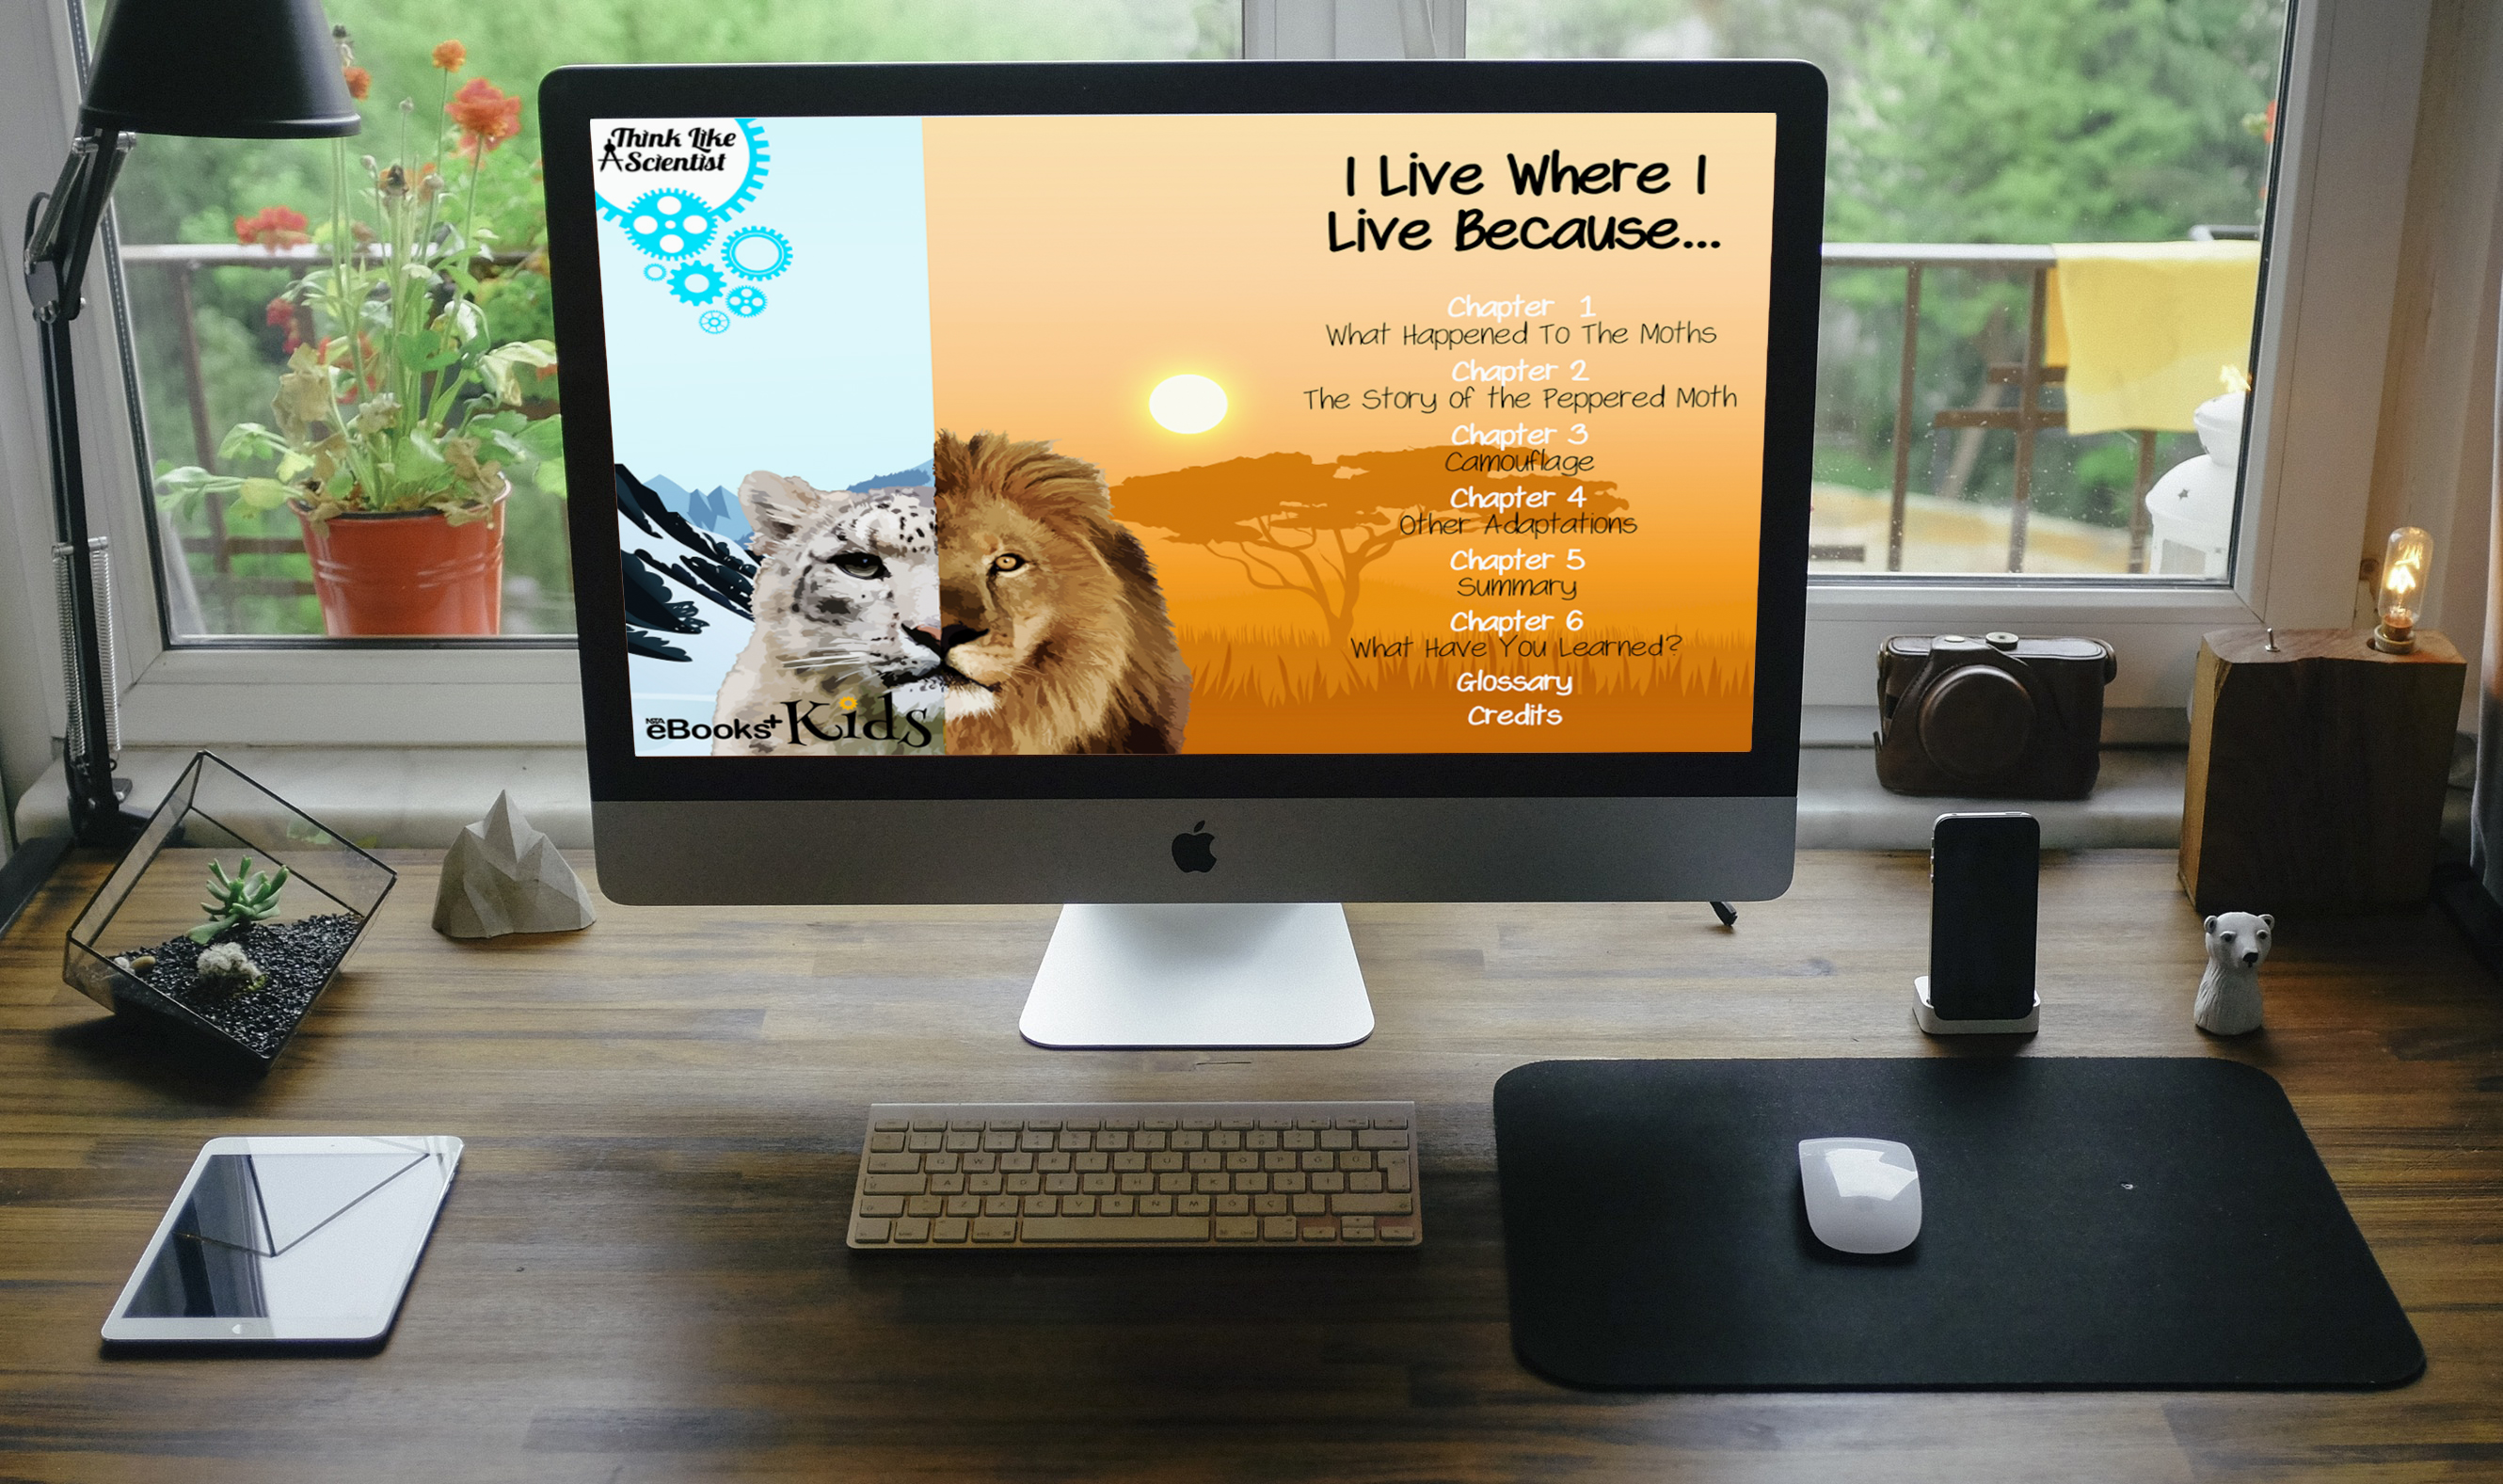 Think Like
A Scientist
I Live Where I
Live Because...
Chapter 1
What Happened To The Moths
Chapter 2
The Story of the Peppered Moth
Chapter 3
Camouflage
Chapter 4
Other Adaptations
Chapter 5
Summary
Chapter 6
What Have You Learned?
Glossary
Credits
NSTA
eBooks+ Kids